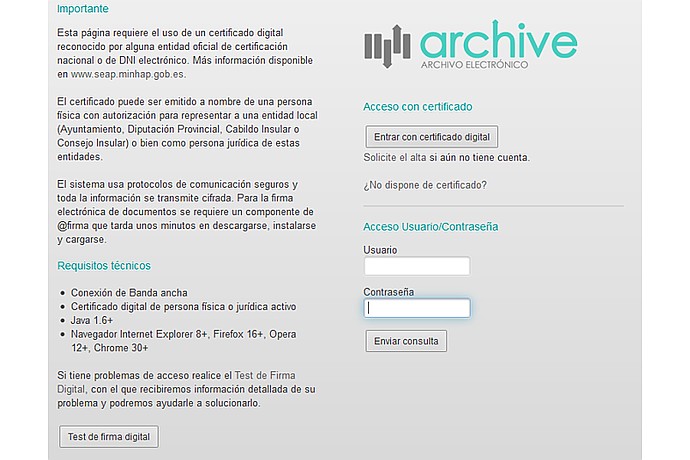 Importante
Esta página requiere el uso de un certificado digital
reconocido por alguna entidad oficial de certificación
nacional o de DNI electrónico. Más información disponible
en www.seap.minhap.gob.es.
El certificado puede ser emitido a nombre de una persona
física con autorización para representar a una entidad local
(Ayuntamiento, Diputación Provincial, Cabildo Insular o
Consejo Insular) o bien como persona jurídica de estas
entidades.
El sistema usa protocolos de comunicación seguros y
toda la información se transmite cifrada. Para la firma
electrónica de documentos se requiere un componente de
@firma que tarda unos minutos en descargarse, instalarse
y cargarse.
Requisitos técnicos
Conexión de Banda ancha
Certificado digital de persona física o jurídica activo
Java 1.6+
Navegador Internet Explorer 8+, Firefox 16+, Opera
12+, Chrome 30+
Si tiene problemas de acceso realice el Test de Firma
Digital, con el que recibiremos información detallada de su
problema y podremos ayudarle a solucionarlo.
Test de firma digital
archive
ARCHIVO ELECTRÓNICO
Acceso con certificado
Entrar con certificado digital
Solicite el alta si aún no tiene cuenta.
¿No dispone de certificado?
Acceso Usuario/Contraseña
Usuario
Contraseña
Enviar consulta